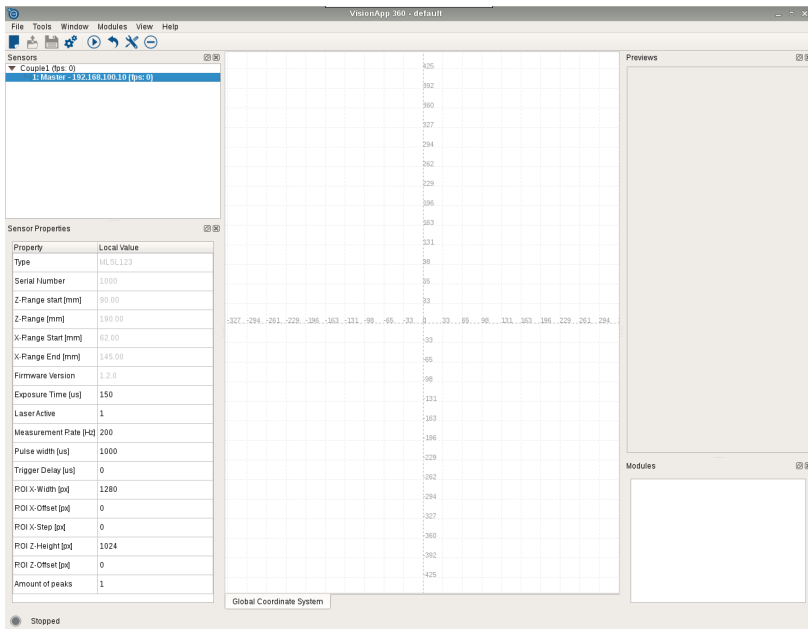 VisionApp 360 - default
File Tools Window Modules View Help
Sensors
Couple1 (fps: 0)
1: Master - 192.168.100.10 (fps: 0)
Sensor Properties
Property Local Value
Type MLSL123
Serial Number 1000
Z-Range start [mm] 90.00
Z-Range [mm] 190.00
X-Range Start [mm] 62.00
X-Range End [mm] 145.00
Firmware Version 1.2.0
Exposure Time [us] 150
Laser Active 1
Measurement Rate [Hz] 200
Pulse width [us] 1000
Trigger Delay [us] 0
ROI X-Width [px] 1280
ROI X-Offset [px] 0
ROI X-Step [px] 0
ROI Z-Height [px] 1024
ROI Z-Offset [px] 0
Amount of peaks 1
425
392
360
327
294
262
229
196
163
131
98
65
33
-327 -294 -261 -229 -196 -163 -131 -98 -65 -33 0 33 65 98 131 163 196 229 261 294
-33
-65
-98
-131
-163
-196
-229
-262
-294
-327
-360
-392
-425
Global Coordinate System
Previews
Modules
Stopped